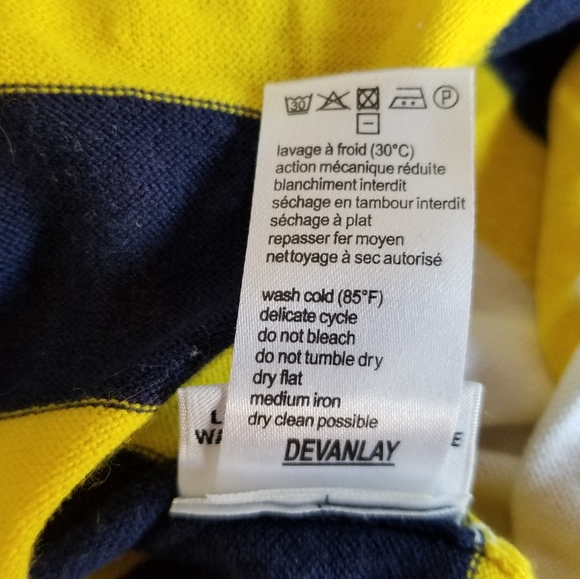 30 P
lavage à froid (30°C)
action mécanique réduite
blanchiment interdit
séchage en tambour interdit
séchage à plat
repasser fer moyen
nettoyage à sec autorisé
wash cold (85°F)
delicate cycle
do not bleach
do not tumble dry
dry flat
medium iron
dry clean possible
DEVANLAY